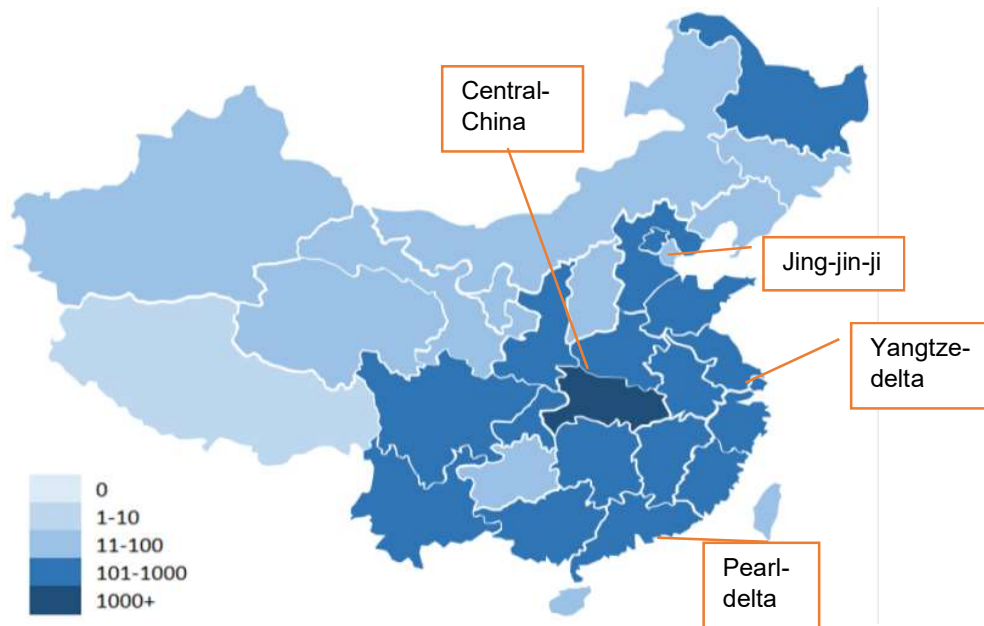 Central-
China
Jing-jin-ji
Yangtze-
delta
0
1-10
11-100
101-1000
1000+
Pearl-
delta